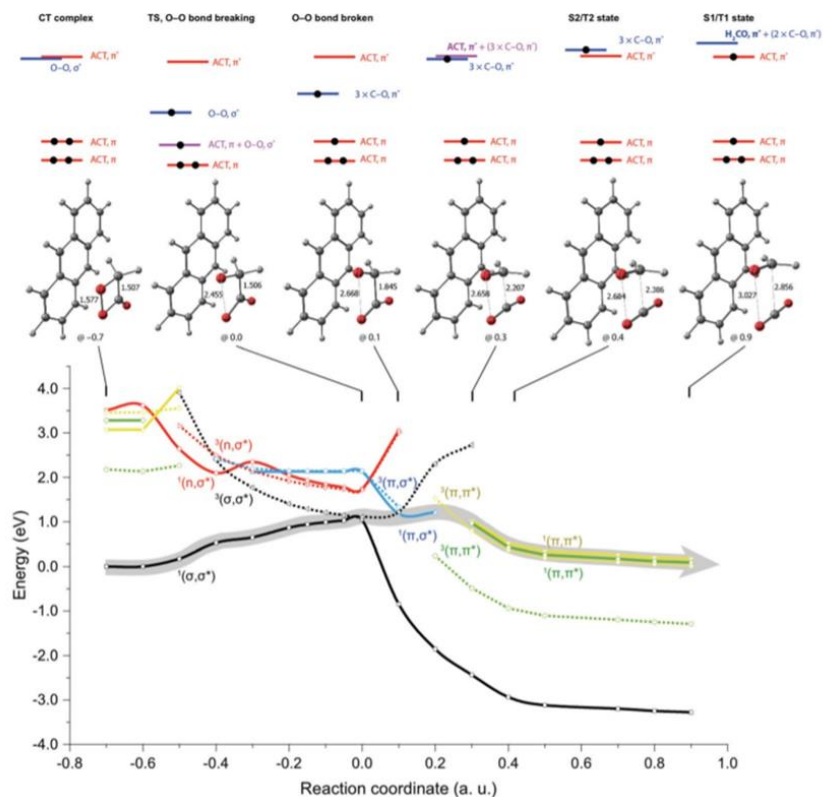 CT complex
TS, O–O bond breaking
O–O bond broken
S2/T2 state
S1/T1 state
ACT, π*
O–O, σ*
ACT, π
ACT, π
ACT, π*
O–O, σ*
ACT, π + O–O, σ*
ACT, π
ACT, π*
3 × C–O, π*
ACT, π
ACT, π
ACT, π* + (3 × C–O, π*)
3 × C–O, π*
ACT, π
ACT, π
3 × C–O, π*
ACT, π*
ACT, π
ACT, π
H₂CO, π* + (2 × C–O, π*)
ACT, π*
ACT, π
ACT, π
1.577
1.507
@ −0.7
2.455
1.506
@ 0.0
2.668
1.845
@ 0.1
2.658
2.207
@ 0.3
2.684
2.386
@ 0.4
3.027
2.856
@ 0.9
4.0
3.0
2.0
1.0
0.0
-1.0
-2.0
-3.0
-4.0
Energy (eV)
³(n,σ*)
¹(n,σ*)
³(σ,σ*)
¹(σ,σ*)
³(π,σ*)
¹(π,σ*)
³(π,π*)
³(π,π*)
¹(π,π*)
¹(π,π*)
-0.8 -0.6 -0.4 -0.2 0.0 0.2 0.4 0.6 0.8 1.0
Reaction coordinate (a. u.)